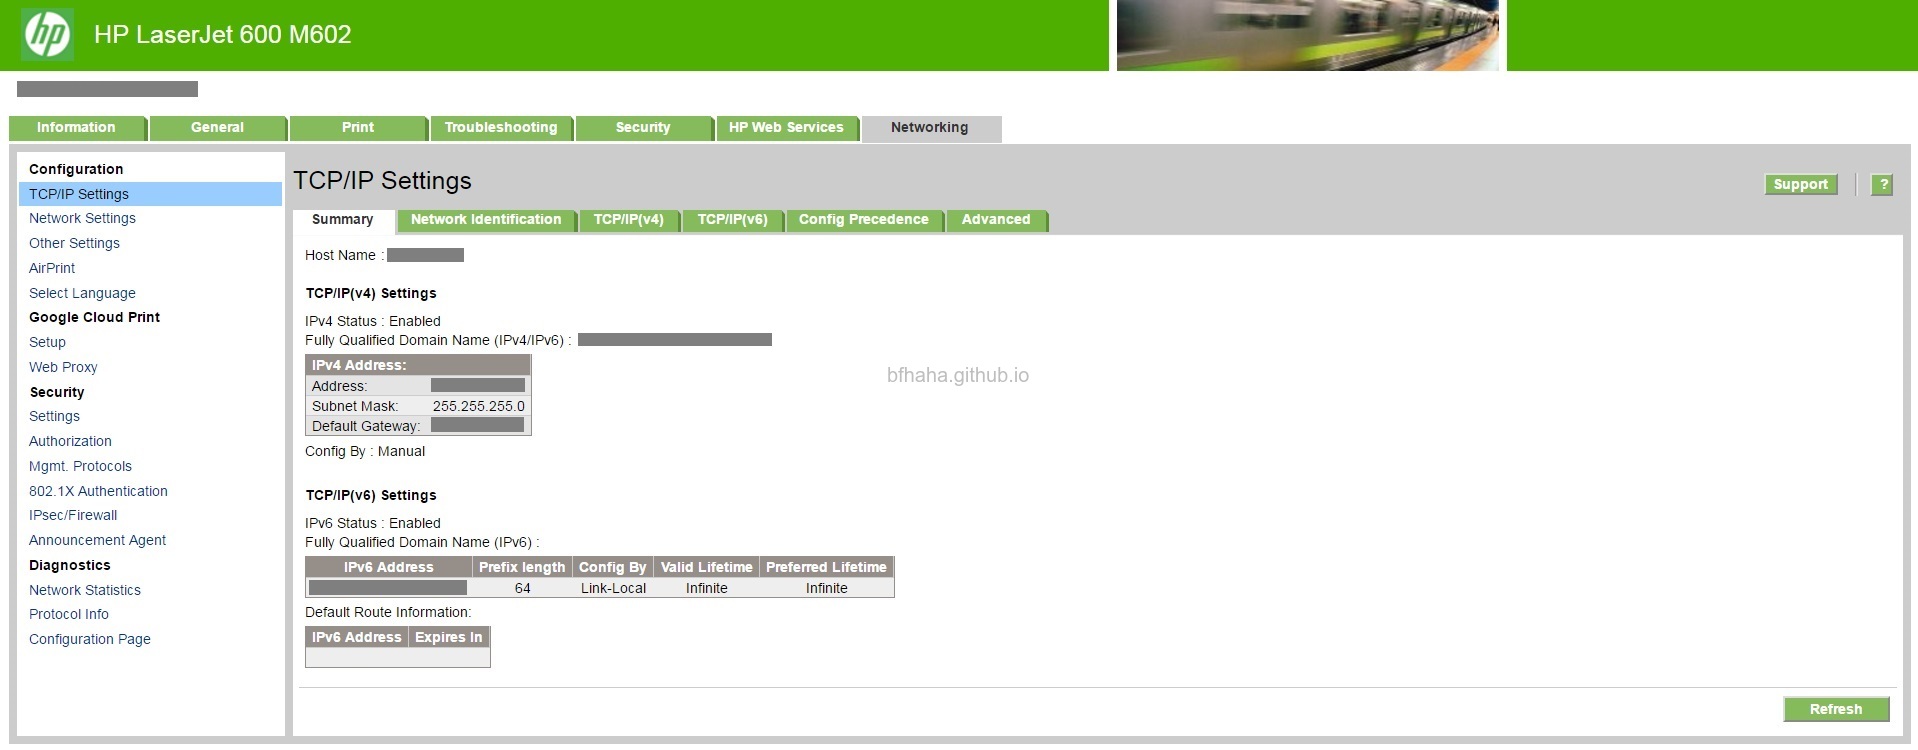 hp HP LaserJet 600 M602
Information General Print Troubleshooting Security HP Web Services Networking
Configuration
TCP/IP Settings
Network Settings
Other Settings
AirPrint
Select Language
Google Cloud Print
Setup
Web Proxy
Security
Settings
Authorization
Mgmt. Protocols
802.1X Authentication
IPsec/Firewall
Announcement Agent
Diagnostics
Network Statistics
Protocol Info
Configuration Page
TCP/IP Settings
Support ?
Summary Network Identification TCP/IP(v4) TCP/IP(v6) Config Precedence Advanced
Host Name :
TCP/IP(v4) Settings
IPv4 Status : Enabled
Fully Qualified Domain Name (IPv4/IPv6) :
IPv4 Address:
Address:
Subnet Mask: 255.255.255.0
Default Gateway:
Config By : Manual
bfhaha.github.io
TCP/IP(v6) Settings
IPv6 Status : Enabled
Fully Qualified Domain Name (IPv6) :
IPv6 Address Prefix length Config By Valid Lifetime Preferred Lifetime
64 Link-Local Infinite Infinite
Default Route Information:
IPv6 Address Expires In
Refresh